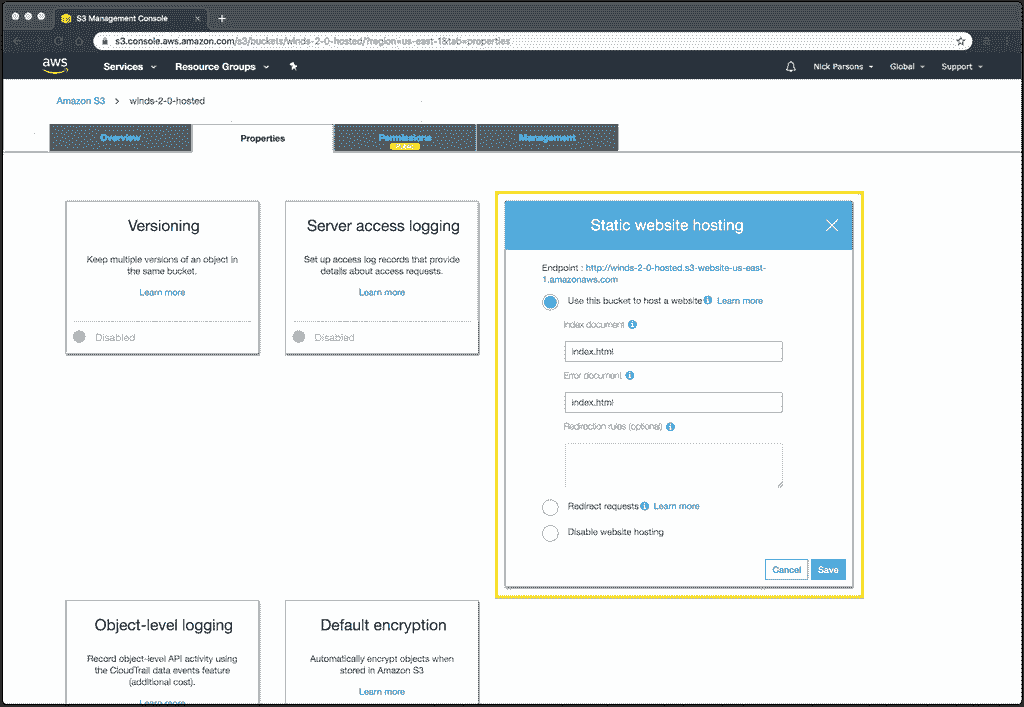 S3 Management Console
s3.console.aws.amazon.com/s3/buckets/winds-2-0-hosted/?region=us-east-1&tab=properties
aws
Services
Resource Groups
Nick Parsons
Global
Support
Amazon S3 > winds-2-0-hosted
Overview
Properties
Permissions
Management
Versioning
Keep multiple versions of an object in
the same bucket.
Learn more
Disabled
Server access logging
Set up access log records that provide
details about access requests.
Learn more
Disabled
Static website hosting
Endpoint : http://winds-2-0-hosted.s3-website-us-east-
1.amazonaws.com
Use this bucket to host a website Learn more
Index document
index.html
Error document
index.html
Redirection rules (optional)
Redirect requests Learn more
Disable website hosting
Cancel
Save
Object-level logging
Record object-level API activity using
the CloudTrail data events feature
(additional cost).
Learn more
Default encryption
Automatically encrypt objects when
stored in Amazon S3
Learn more